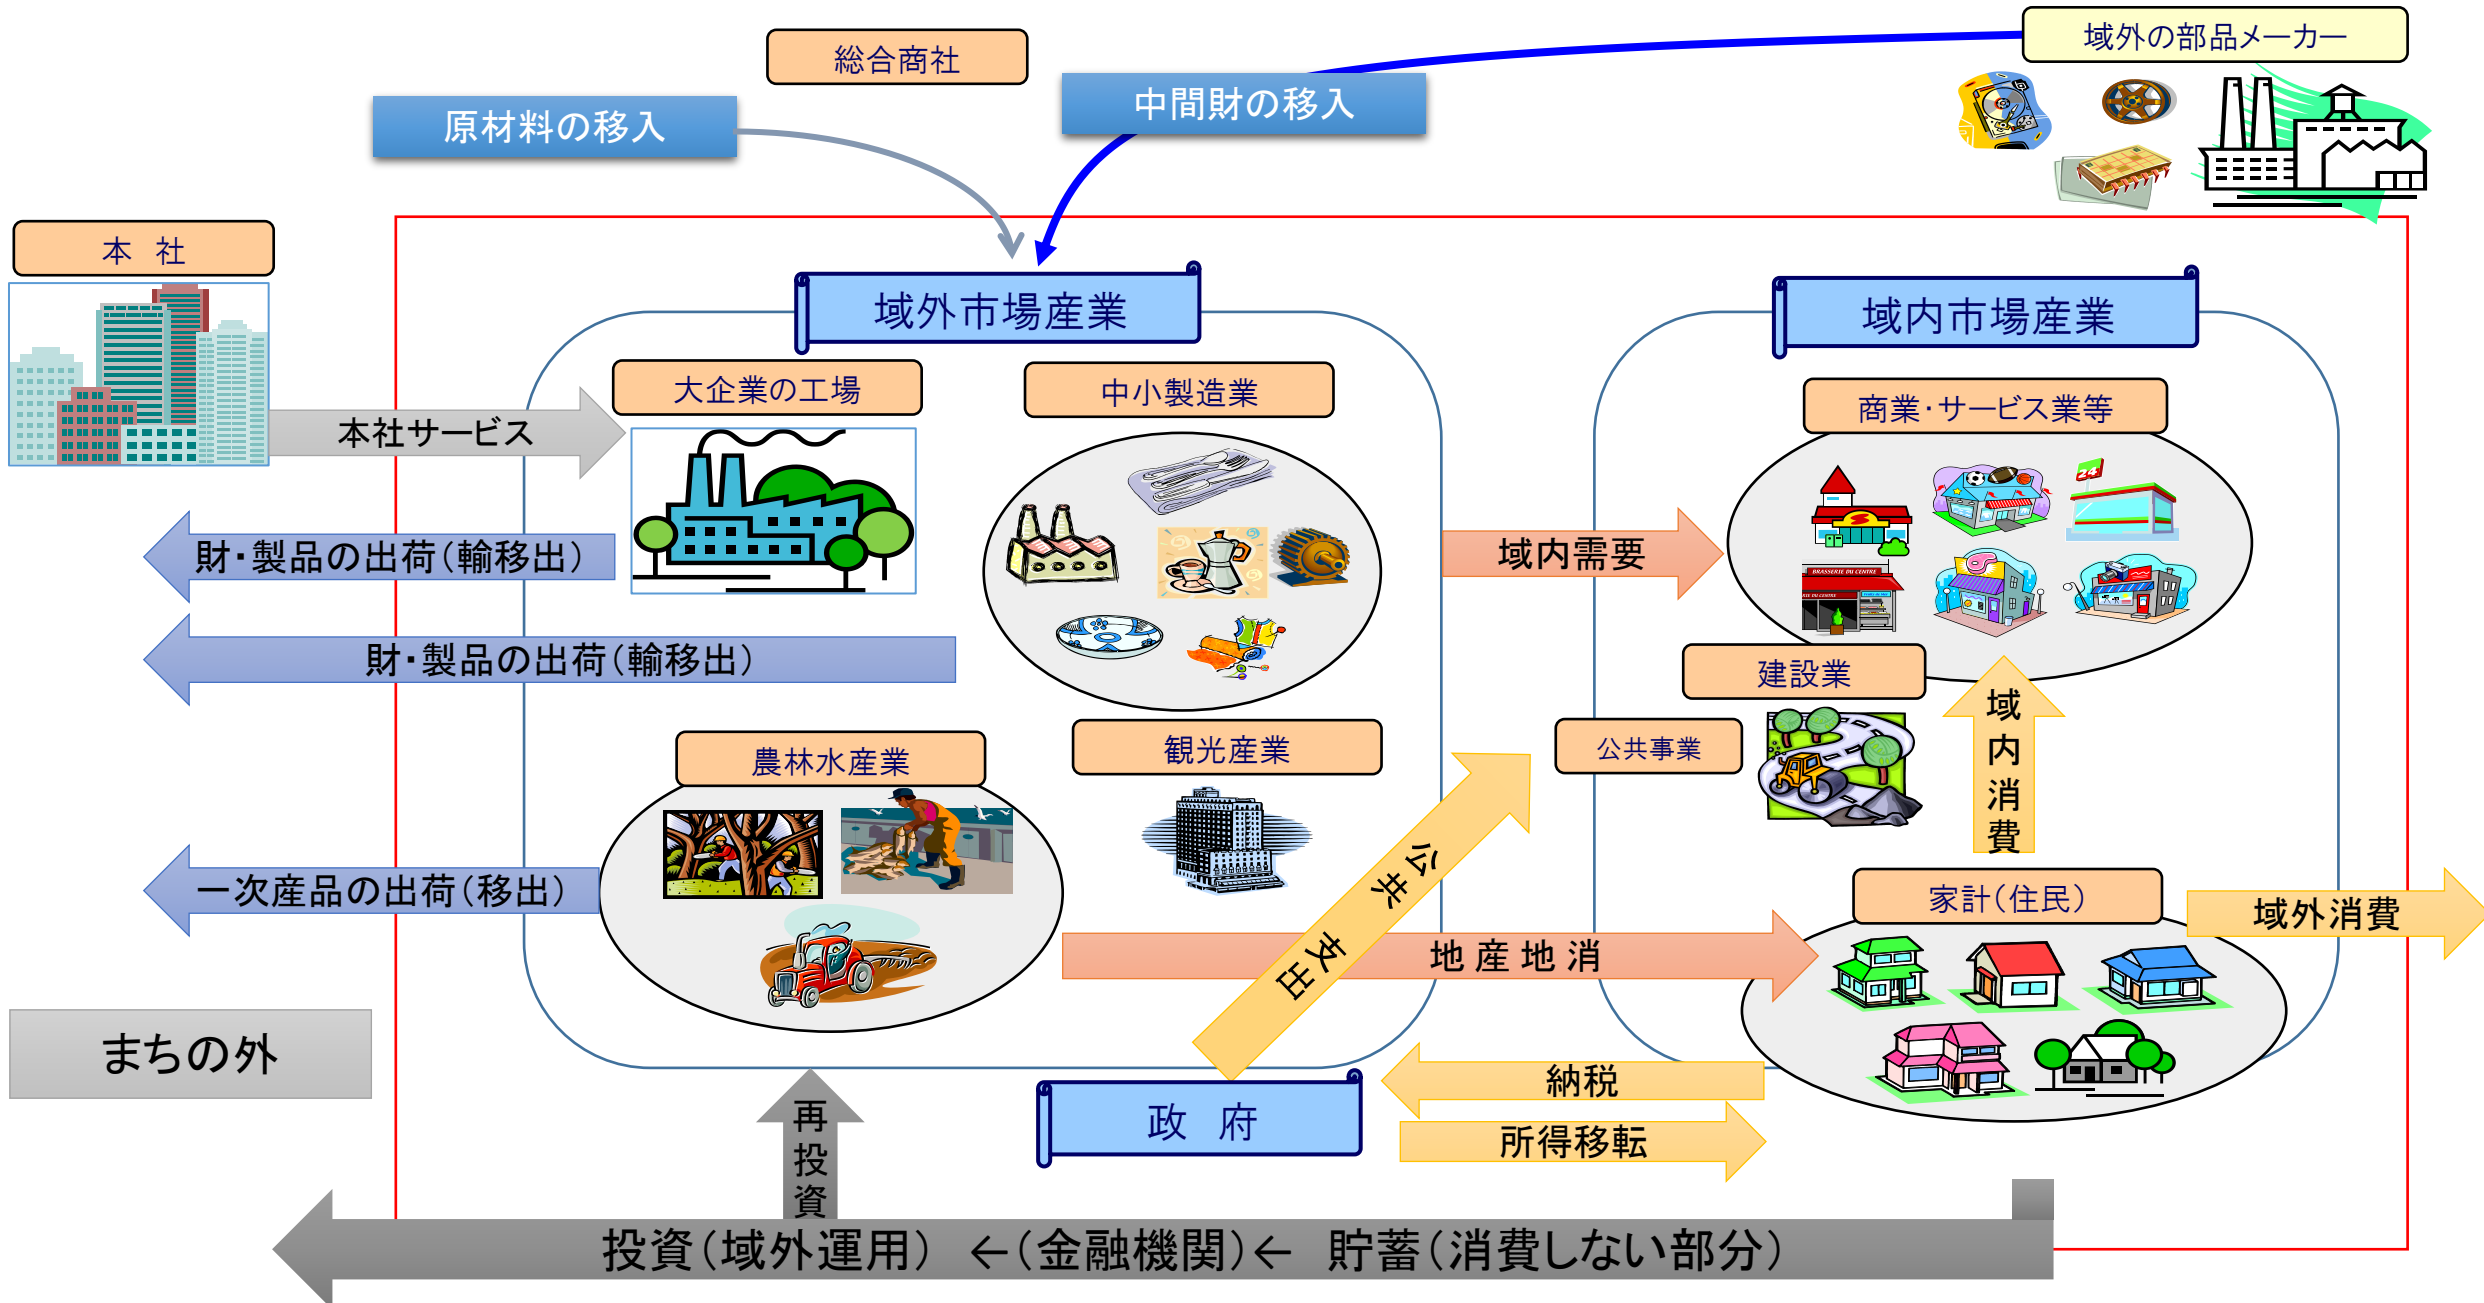 総合商社
域外の部品メーカー
原材料の移入
中間財の移入
本 社
域外市場産業
域内市場産業
大企業の工場
中小製造業
商業・サービス業等
本社サービス
24
財・製品の出荷(輸移出)
域内需要
BRASSERIE DU CENTRE
財・製品の出荷(輸移出)
建設業
域内消費
公共事業
農林水産業
観光産業
公共支出
一次産品の出荷(移出)
家計(住民)
域外消費
地 産 地 消
まちの外
納税
政 府
所得移転
再投資
投資(域外運用) ←(金融機関)← 貯蓄(消費しない部分)